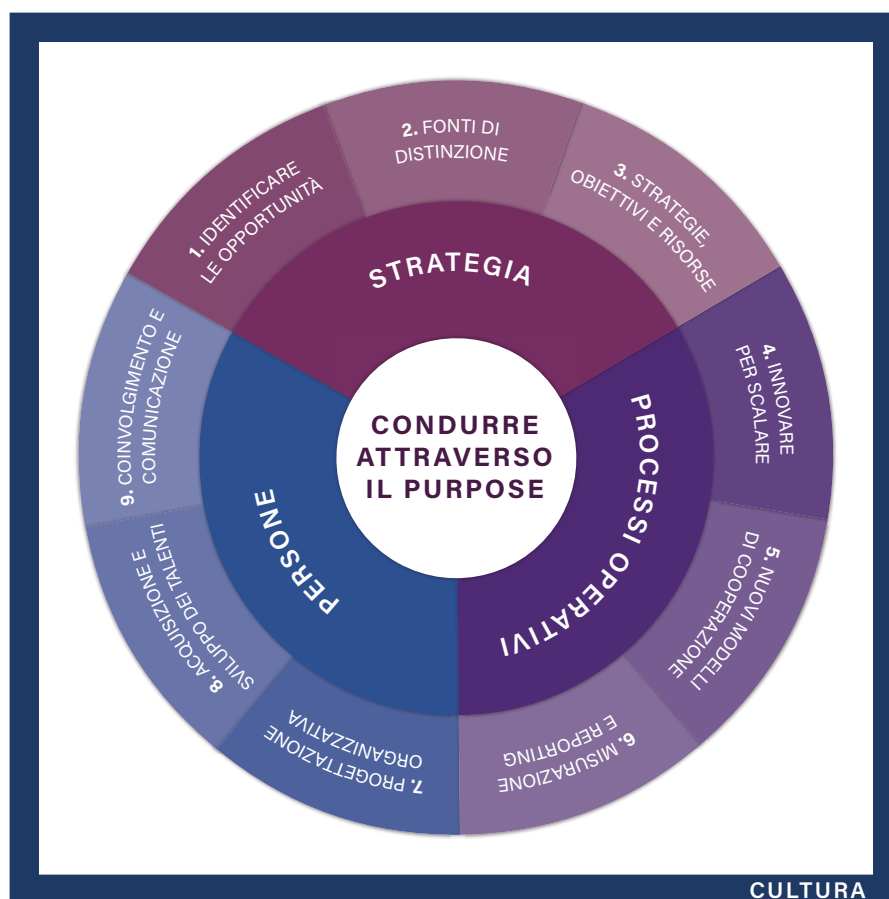 CONDURRE
ATTRAVERSO
IL PURPOSE
STRATEGIA
1. IDENTIFICARE
LE OPPORTUNITÀ
2. FONTI DI
DISTINZIONE
3. STRATEGIE,
OBIETTIVI E RISORSE
PROCESSI OPERATIVI
4. INNOVARE
PER SCALARE
5. NUOVI MODELLI
DI COOPERAZIONE
6. MISURAZIONE
E REPORTING
PERSONE
7. PROGETTAZIONE
ORGANIZZATIVA
8. ACQUISIZIONE E
SVILUPPO DEI TALENTI
9. COINVOLGIMENTO E
COMUNICAZIONE
CULTURA